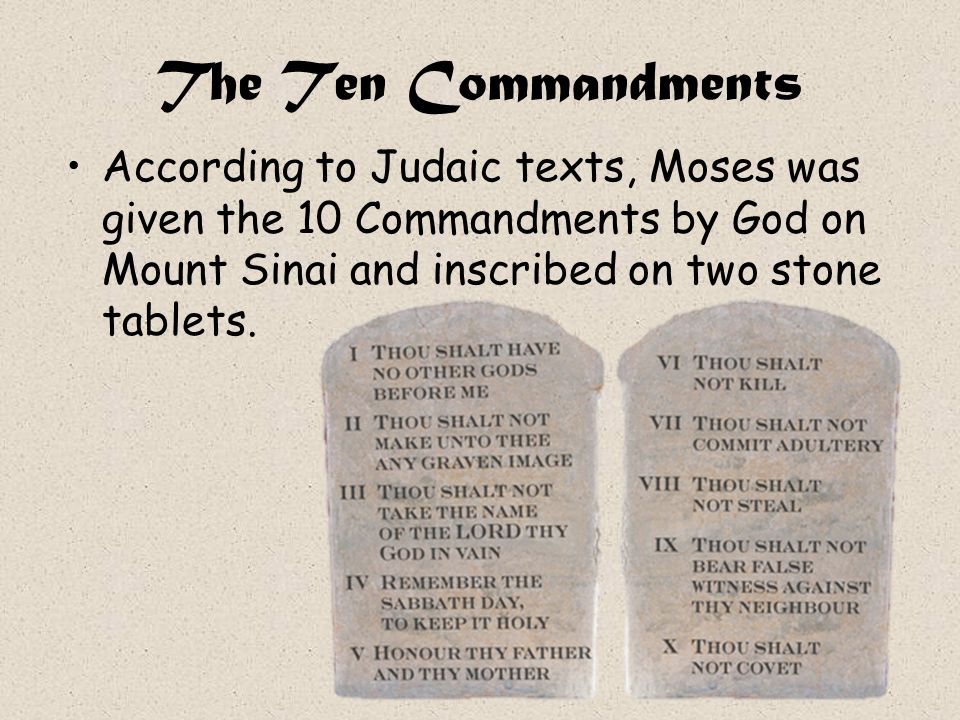 The Ten Commandments
• According to Judaic texts, Moses was
given the 10 Commandments by God on
Mount Sinai and inscribed on two stone
tablets.
I THOU SHALT HAVE
NO OTHER GODS
BEFORE ME
II THOU SHALT NOT
MAKE UNTO THEE
ANY GRAVEN IMAGE
III THOU SHALT NOT
TAKE THE NAME
OF THE LORD THY
GOD IN VAIN
IV REMEMBER THE
SABBATH DAY,
TO KEEP IT HOLY
V HONOUR THY FATHER
AND THY MOTHER
VI THOU SHALT
NOT KILL
VII THOU SHALT NOT
COMMIT ADULTERY
VIII THOU SHALT
NOT STEAL
IX THOU SHALT NOT
BEAR FALSE
WITNESS AGAINST
THY NEIGHBOUR
X THOU SHALT
NOT COVET